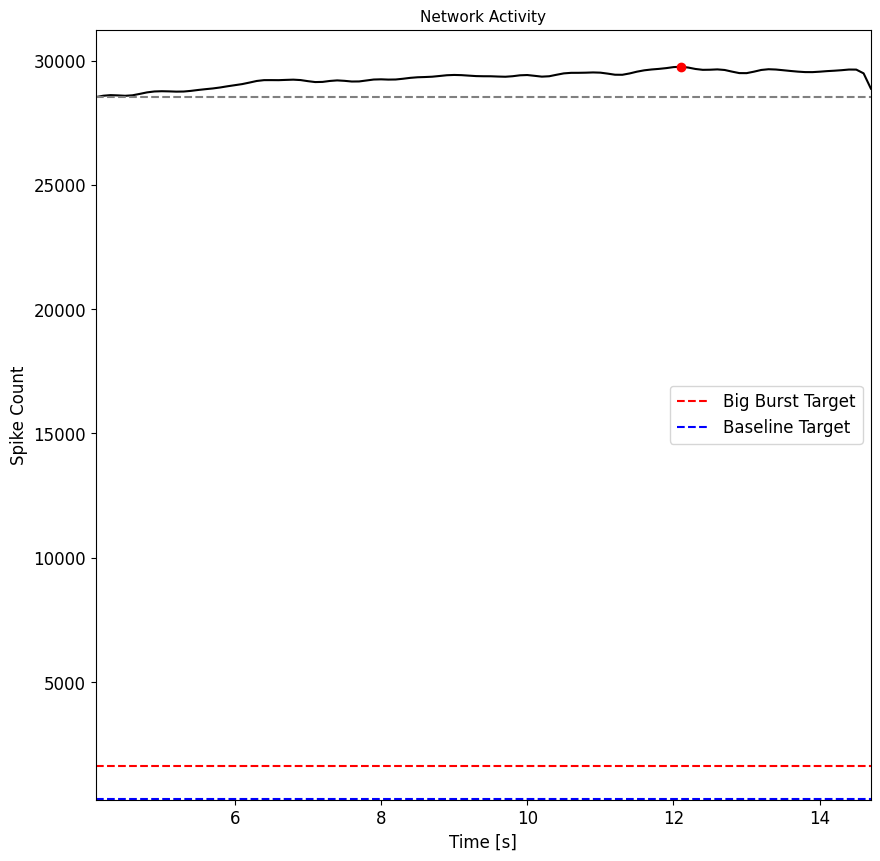 Network Activity
30000
25000
20000
15000
10000
5000
Spike Count
Big Burst Target
Baseline Target
6 8 10 12 14
Time [s]